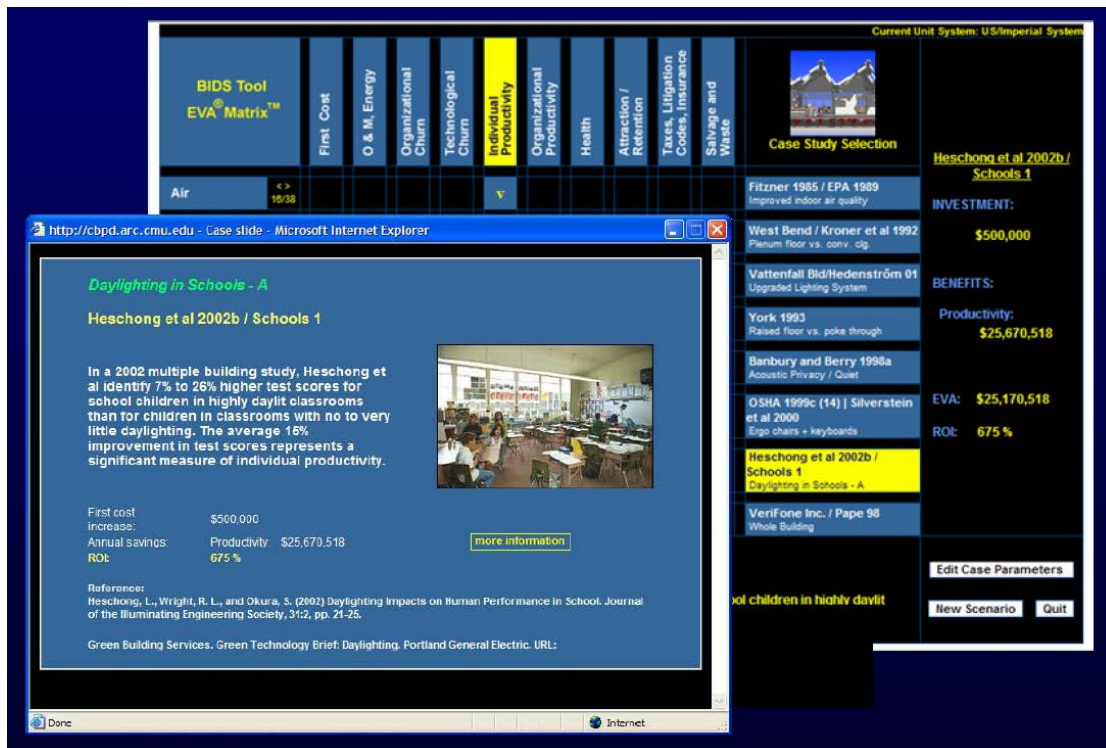 Current Unit System: US/Imperial System
BIDS Tool
EVA® Matrix™
First Cost
O & M, Energy
Organizational
Churn
Technological
Churn
Individual
Productivity
Organizational
Productivity
Health
Attraction /
Retention
Taxes, Litigation
Codes, Insurance
Salvage and
Waste
Case Study Selection
Air
< >
16/38
v
Fitzner 1985 / EPA 1989
Improved indoor air quality
West Bend / Kroner et al 1992
Plenum floor vs. conv. clg.
Vattenfall Bld/Hedenström 01
Upgraded Lighting System
York 1993
Raised floor vs. poke through
Banbury and Berry 1998a
Acoustic Privacy / Quiet
OSHA 1999c (14) | Silverstein
et al 2000
Ergo chairs + keyboards
Heschong et al 2002b /
Schools 1
Daylighting in Schools - A
VeriFone Inc. / Pape 98
Whole Building
Heschong et al 2002b /
Schools 1
INVESTMENT:
$500,000
BENEFITS:
Productivity:
$25,670,518
EVA: $25,170,518
ROI: 675 %
Edit Case Parameters
New Scenario
Quit
ool children in highly daylit
http://cbpd.arc.cmu.edu - Case slide - Microsoft Internet Explorer
Daylighting in Schools - A
Heschong et al 2002b / Schools 1
In a 2002 multiple building study, Heschong et
al identify 7% to 26% higher test scores for
school children in highly daylit classrooms
than for children in classrooms with no to very
little daylighting. The average 15%
improvement in test scores represents a
significant measure of individual productivity.
First cost
increase:
$500,000
Annual savings: Productivity: $25,670,518
ROI: 675 %
more information
Reference:
Heschong, L., Wright, R. L., and Okura, S. (2002) Daylighting Impacts on Human Performance in School. Journal
of the Illuminating Engineering Society, 31:2, pp. 21-25.
Green Building Services. Green Technology Brief: Daylighting. Portland General Electric. URL:
Done
Internet